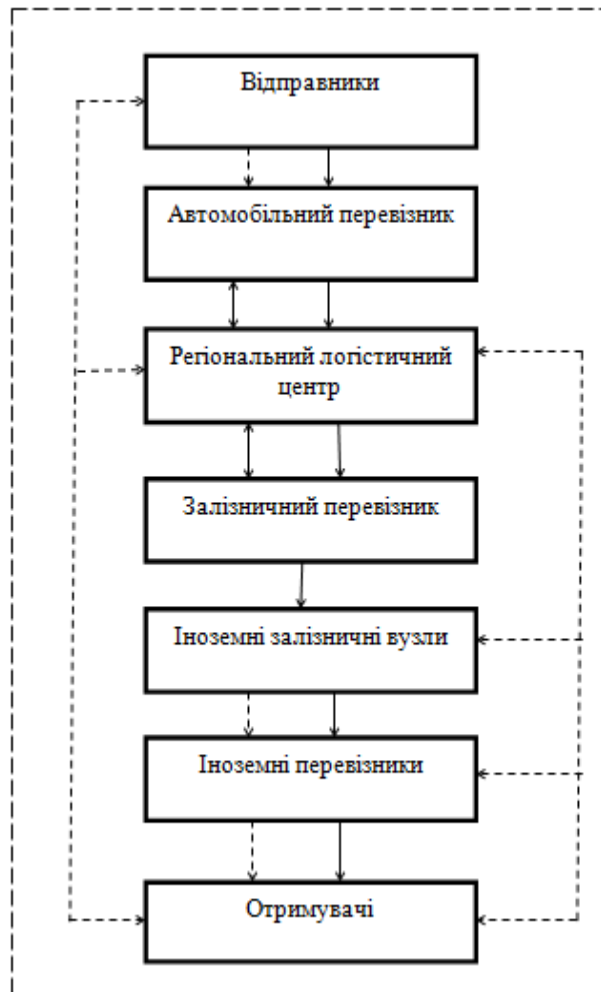 Відправники
Автомобільний перевізник
Регіональний логістичний
центр
Залізничний перевізник
Іноземні залізничні вузли
Іноземні перевізники
Отримувачі